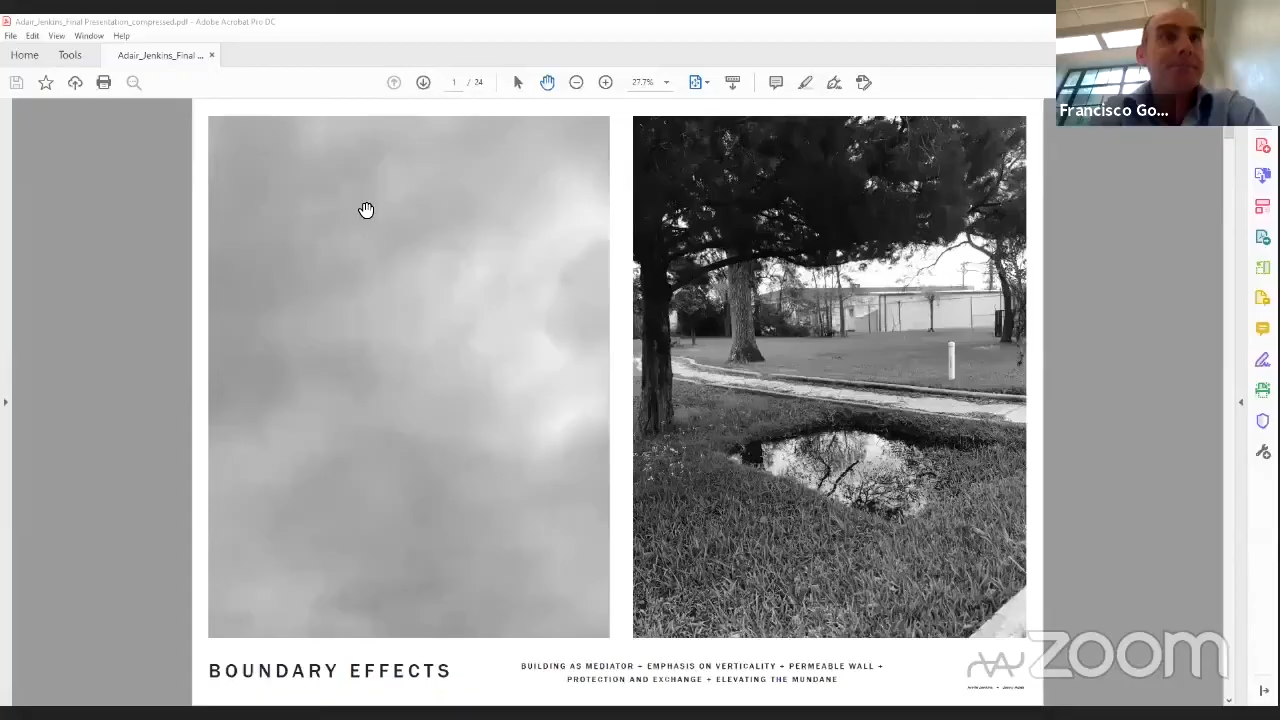 Adair_Jenkins_Final Presentation_compressed.pdf - Adobe Acrobat Pro DC
File Edit View Window Help
Home Tools Adair_Jenkins_Final ... ×
1 / 24 27.7%
Francisco Go...
BOUNDARY EFFECTS
BUILDING AS MEDIATOR + EMPHASIS ON VERTICALITY + PERMEABLE WALL +
PROTECTION AND EXCHANGE + ELEVATING THE MUNDANE
zoom